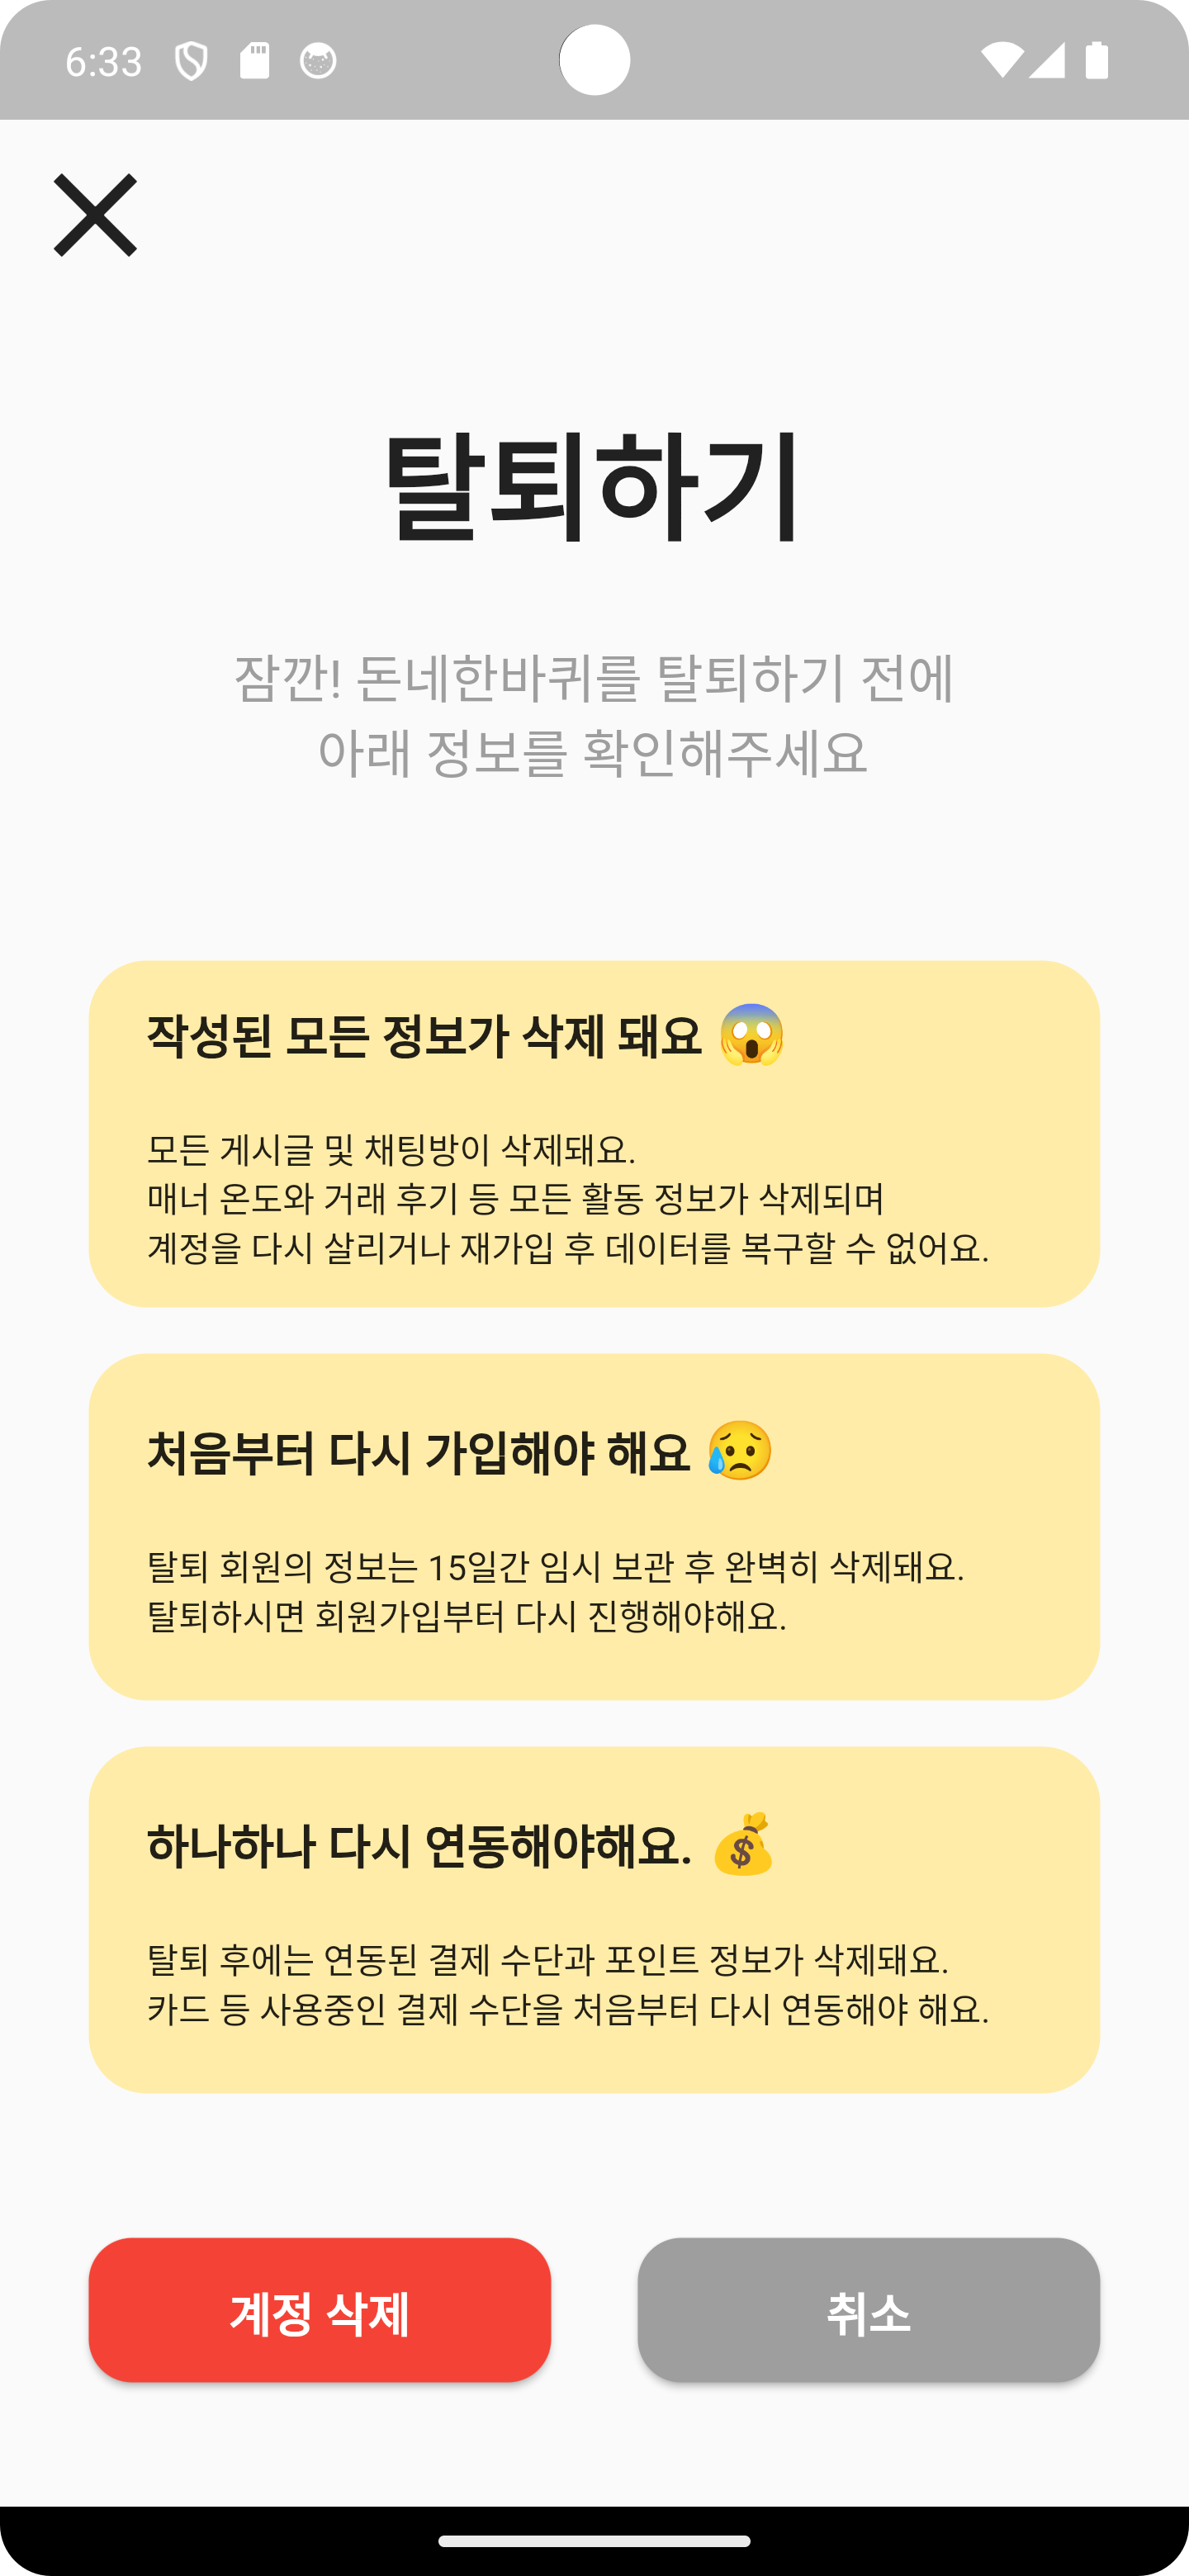 6:33
탈퇴하기
잠깐! 돈네한바퀴를 탈퇴하기 전에
아래 정보를 확인해주세요
작성된 모든 정보가 삭제 돼요 😱
모든 게시글 및 채팅방이 삭제돼요.
매너 온도와 거래 후기 등 모든 활동 정보가 삭제되며
계정을 다시 살리거나 재가입 후 데이터를 복구할 수 없어요.
처음부터 다시 가입해야 해요 😥
탈퇴 회원의 정보는 15일간 임시 보관 후 완벽히 삭제돼요.
탈퇴하시면 회원가입부터 다시 진행해야해요.
하나하나 다시 연동해야해요. 💰
탈퇴 후에는 연동된 결제 수단과 포인트 정보가 삭제돼요.
카드 등 사용중인 결제 수단을 처음부터 다시 연동해야 해요.
계정 삭제
취소